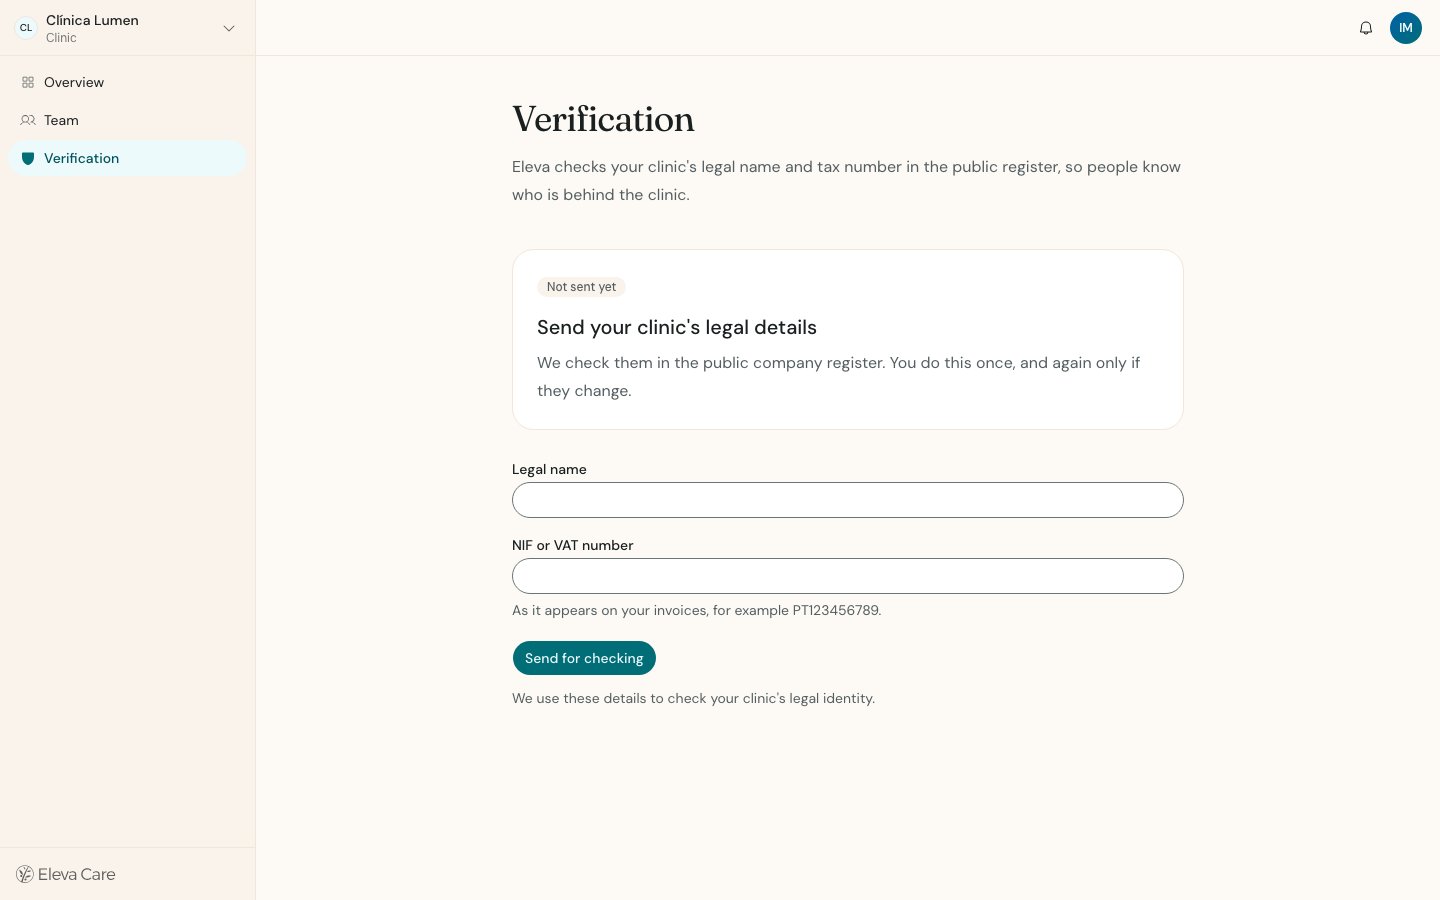 CL
Clínica Lumen
Clinic
IM
Overview
Team
Verification
Verification
Eleva checks your clinic's legal name and tax number in the public register, so people know
who is behind the clinic.
Not sent yet
Send your clinic's legal details
We check them in the public company register. You do this once, and again only if
they change.
Legal name
NIF or VAT number
As it appears on your invoices, for example PT123456789.
Send for checking
We use these details to check your clinic's legal identity.
Eleva Care